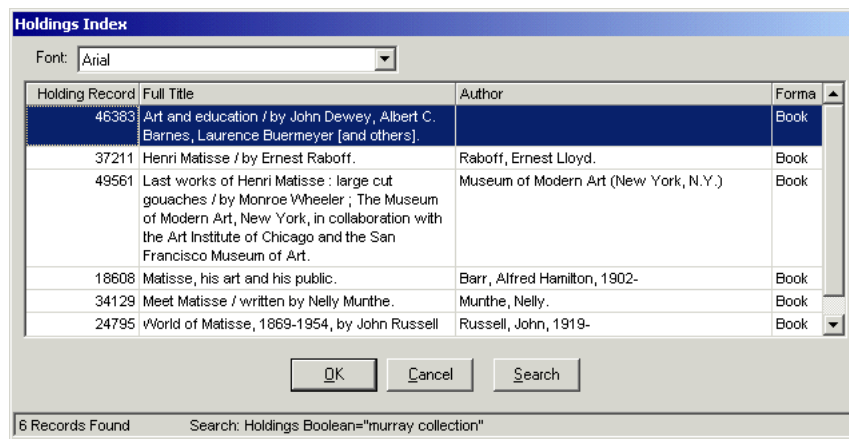 Holdings Index
Font: Arial
Holding Record Full Title Author Forma
46383 Art and education / by John Dewey, Albert C. Book
Barnes, Laurence Buermeyer [and others].
37211 Henri Matisse / by Ernest Raboff. Raboff, Ernest Lloyd. Book
49561 Last works of Henri Matisse : large cut Museum of Modern Art (New York, N.Y.) Book
gouaches / by Monroe Wheeler ; The Museum
of Modern Art, New York, in collaboration with
the Art Institute of Chicago and the San
Francisco Museum of Art.
18608 Matisse, his art and his public. Barr, Alfred Hamilton, 1902- Book
34129 Meet Matisse / written by Nelly Munthe. Munthe, Nelly. Book
24795 World of Matisse, 1869-1954, by John Russell Russell, John, 1919- Book
OK Cancel Search
6 Records Found Search: Holdings Boolean="murray collection"